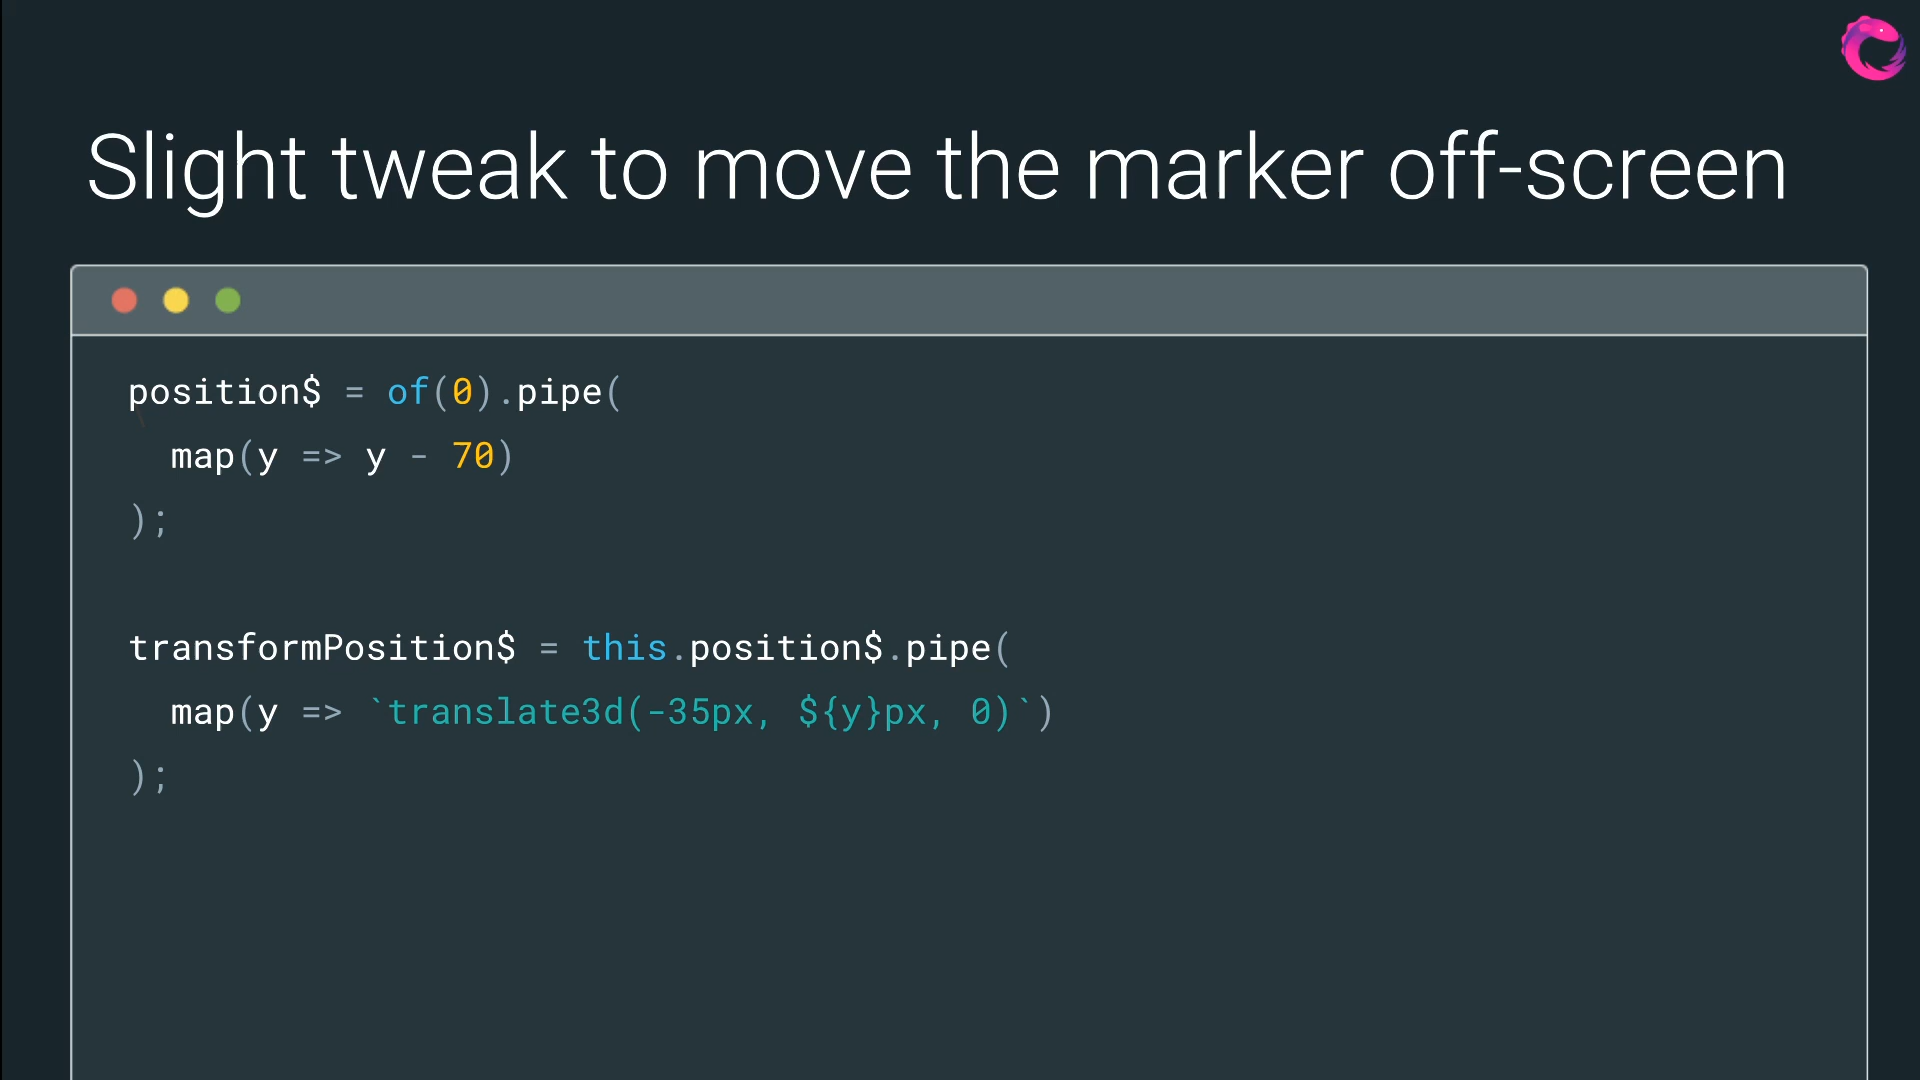 Slight tweak to move the marker off-screen
position$ = of(0).pipe(
  map(y => y - 70)
);
transformPosition$ = this.position$.pipe(
  map(y => `translate3d(-35px, ${y}px, 0)`)
);